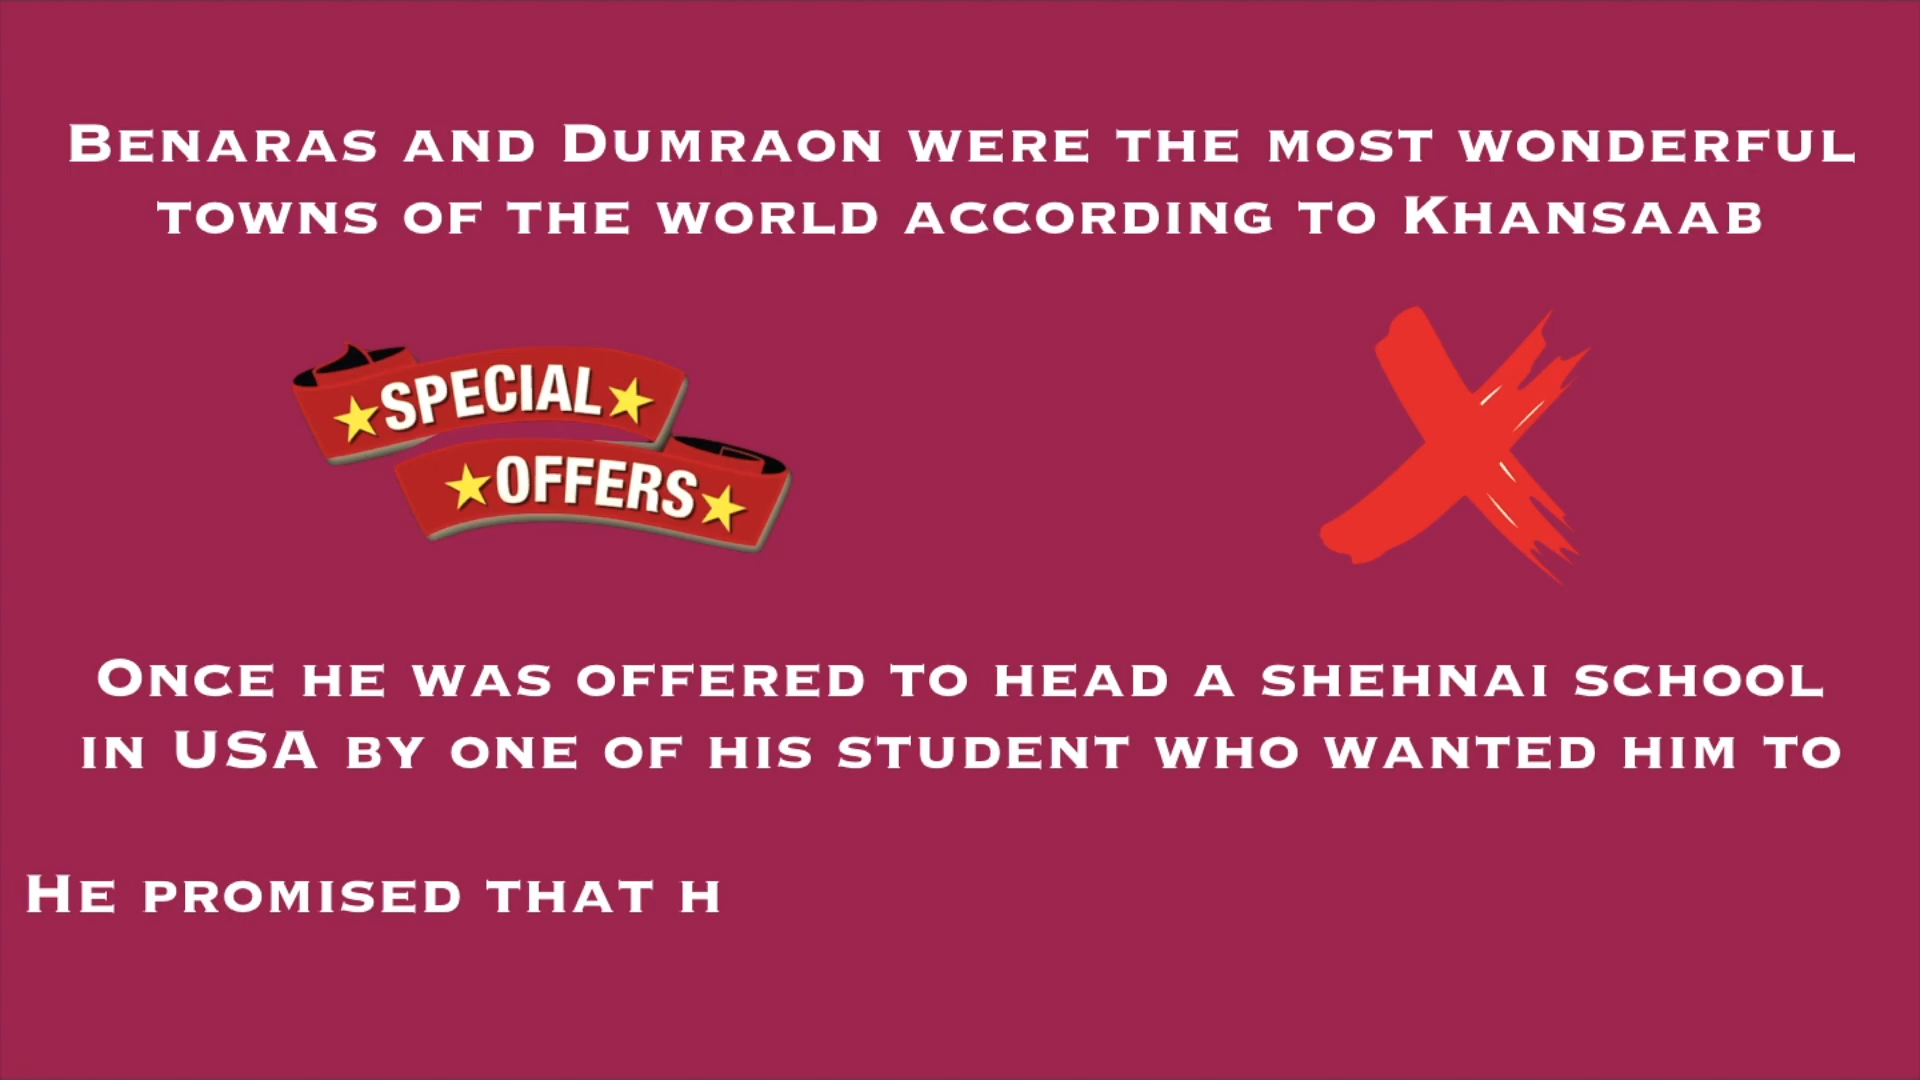 Benaras and Dumraon were the most wonderful
towns of the world according to Khansaab
SPECIAL
OFFERS
Once he was offered to head a shehnai school
in USA by one of his student who wanted him to
He promised that h